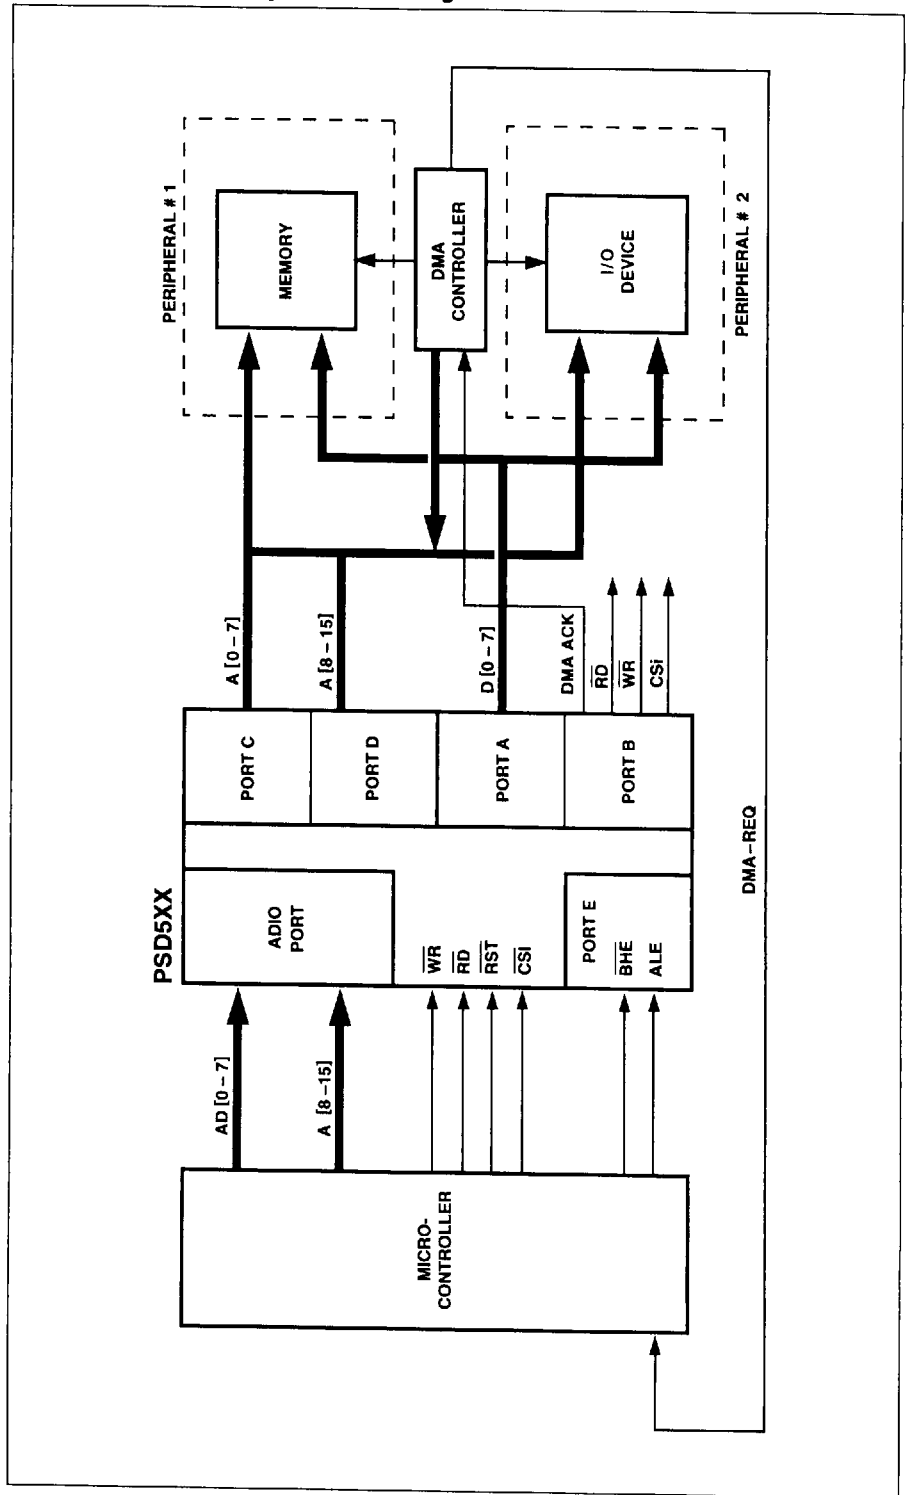 PERIPHERAL # 1
MEMORY
DMA
CONTROLLER
I/O
DEVICE
PERIPHERAL # 2
A [0 – 7]
A [8 – 15]
D [0 – 7]
DMA ACK
RD
WR
CSi
PORT C
PORT D
PORT A
PORT B
PSD5XX
ADIO
PORT
WR
RD
RST
CSI
PORT E
BHE
ALE
DMA–REQ
AD [0 – 7]
A [8 –15]
MICRO-
CONTROLLER